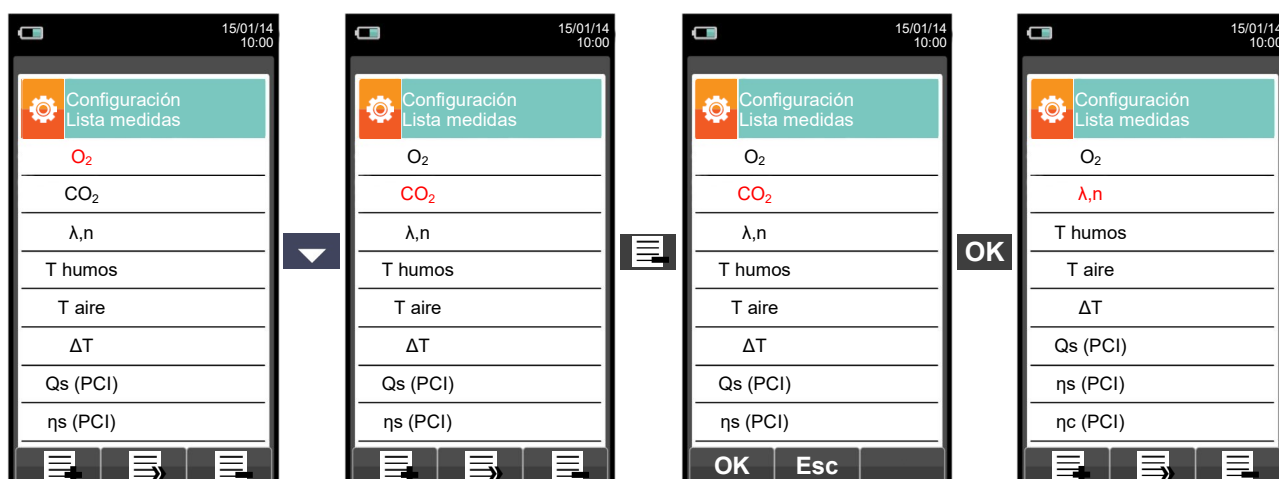 15/01/14
10:00
Configuración
Lista medidas
O₂
CO₂
λ,n
T humos
T aire
ΔT
Qs (PCI)
ηs (PCI)
15/01/14
10:00
Configuración
Lista medidas
O₂
CO₂
λ,n
T humos
T aire
ΔT
Qs (PCI)
ηs (PCI)
15/01/14
10:00
Configuración
Lista medidas
O₂
CO₂
λ,n
T humos
T aire
ΔT
Qs (PCI)
ηs (PCI)
OK Esc
OK
15/01/14
10:00
Configuración
Lista medidas
O₂
λ,n
T humos
T aire
ΔT
Qs (PCI)
ηs (PCI)
ηc (PCI)